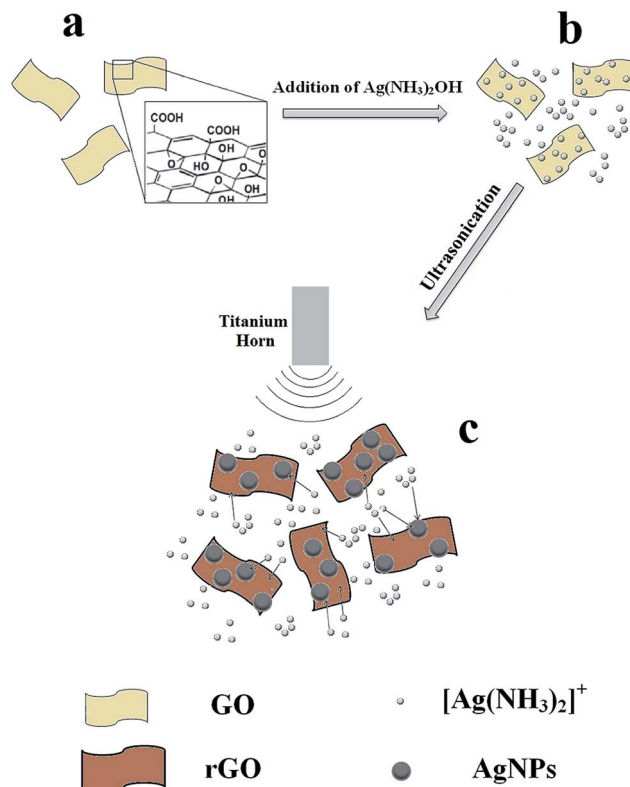 a
b
Addition of Ag(NH₃)₂OH
COOH
COOH
OH
O
O
HO
O
O
OH
OH
Ultrasonication
Titanium
Horn
c
GO
[Ag(NH₃)₂]⁺
rGO
AgNPs